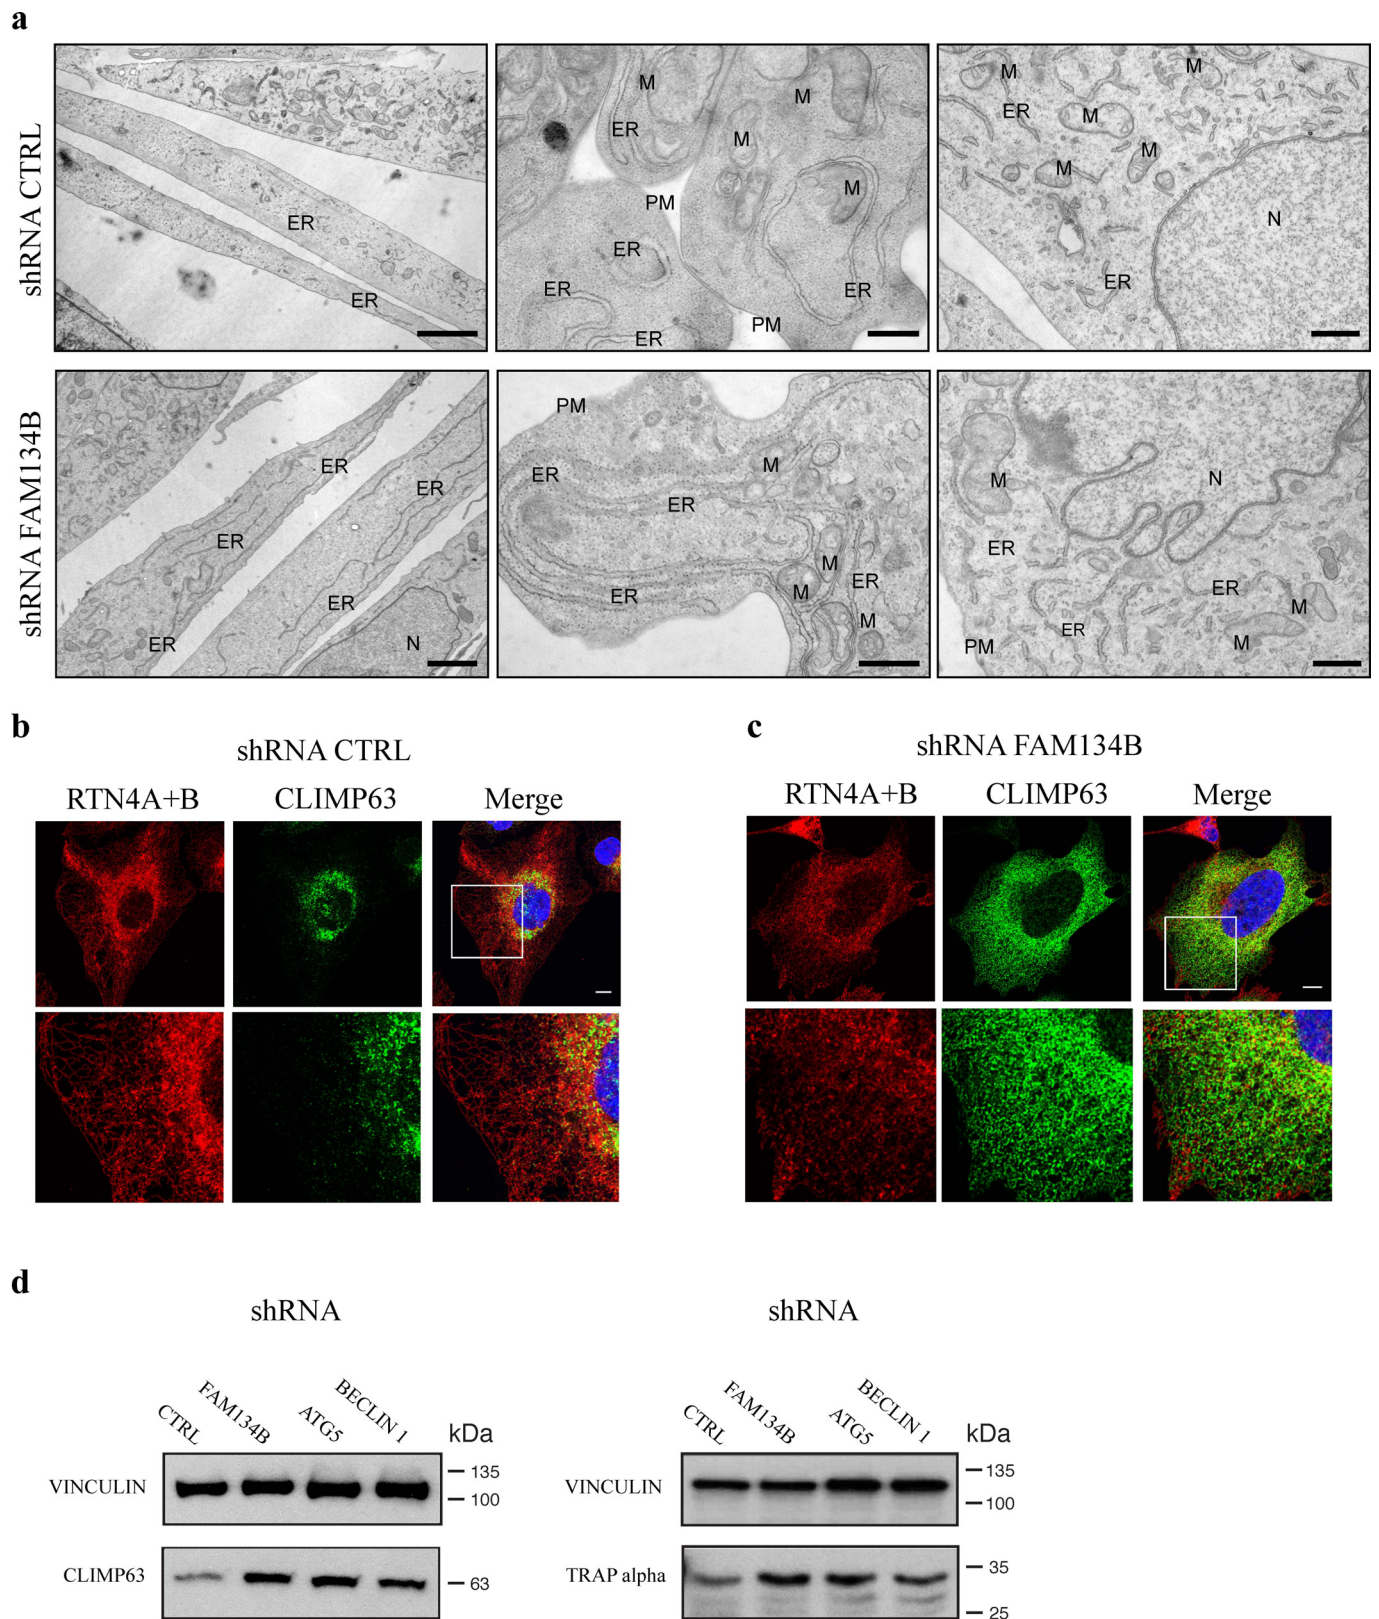 a
shRNA CTRL
ER
ER
M
M
ER
M
M
PM
ER
ER
ER
PM
ER
M
M
ER
M
M
M
N
ER
shRNA FAM134B
ER
ER
ER
ER
ER
N
PM
M
ER
ER
M
ER
ER
M
M
M
N
ER
ER
M
ER
PM
M
b
shRNA CTRL
RTN4A+B CLIMP63 Merge
c
shRNA FAM134B
RTN4A+B CLIMP63 Merge
d
shRNA
CTRL FAM134B ATG5 BECLIN 1 kDa
VINCULIN
135
100
CLIMP63
63
shRNA
CTRL FAM134B ATG5 BECLIN 1 kDa
VINCULIN
135
100
TRAP alpha
35
25